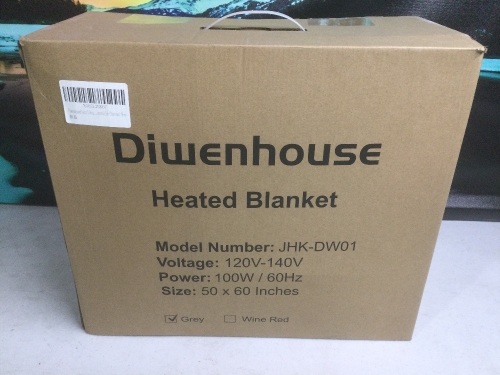 Diwenhouse
Heated Blanket
Model Number: JHK-DW01
Voltage: 120V-140V
Power: 100W / 60Hz
Size: 50 x 60 Inches
Grey Wine Red